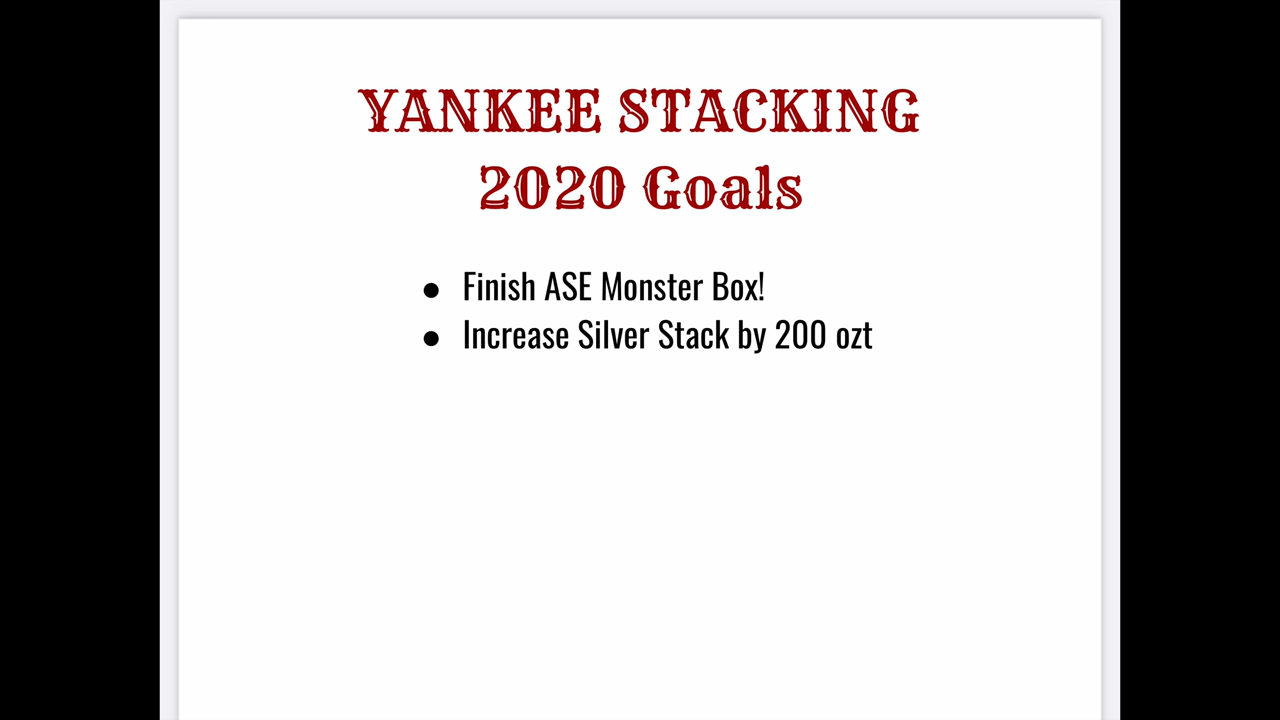 YANKEE STACKING
2020 Goals
● Finish ASE Monster Box!
● Increase Silver Stack by 200 ozt